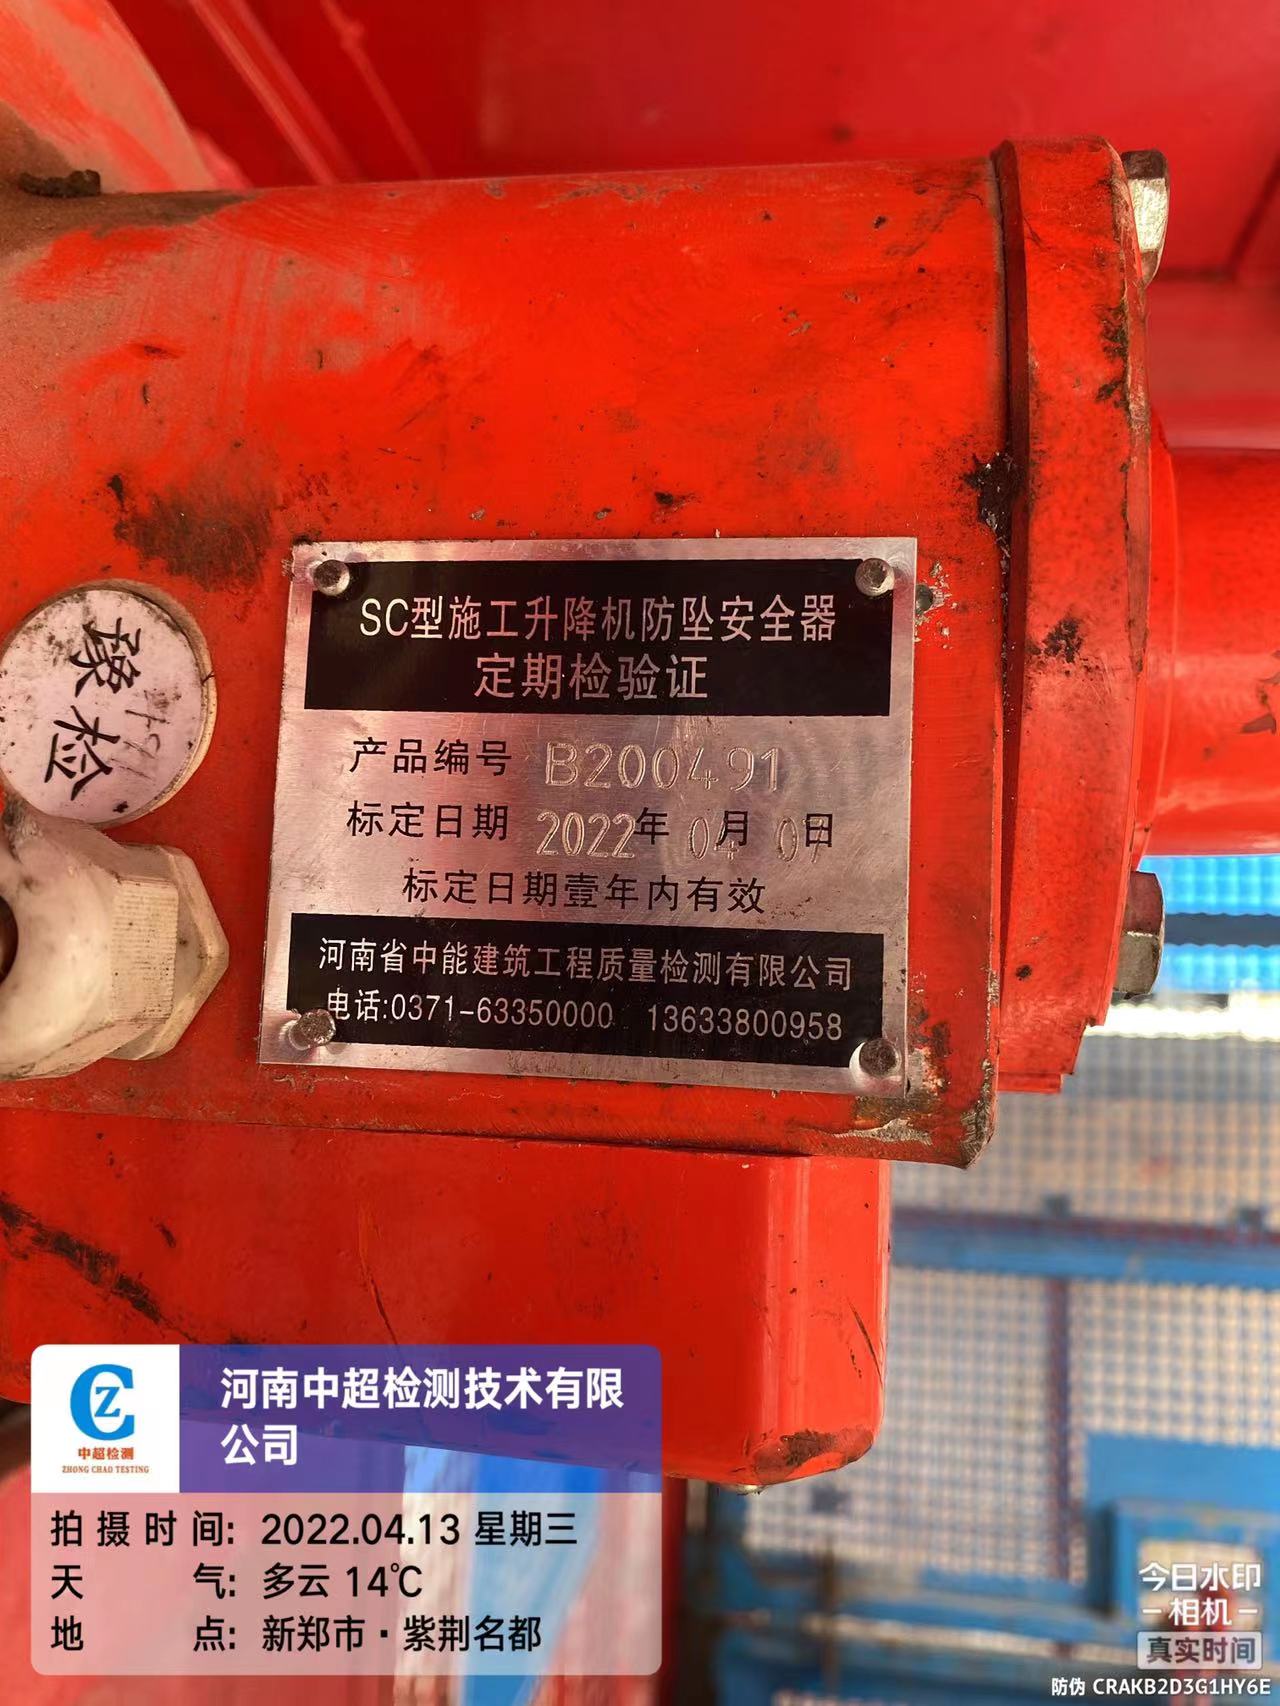 SC型施工升降机防坠安全器
定期检验证
产品编号 B200491
标定日期 2022年 04月 07日
标定日期壹年内有效
河南省中能建筑工程质量检测有限公司
电话:0371-63350000 13633800958
检
中超检测
ZHONG CHAO TESTING
河南中超检测技术有限
公司
拍摄时间: 2022.04.13 星期三
天气: 多云 14℃
地点: 新郑市·紫荆名都
今日水印
-相机-
真实时间
防伪 CRAKB2D3G1HY6E